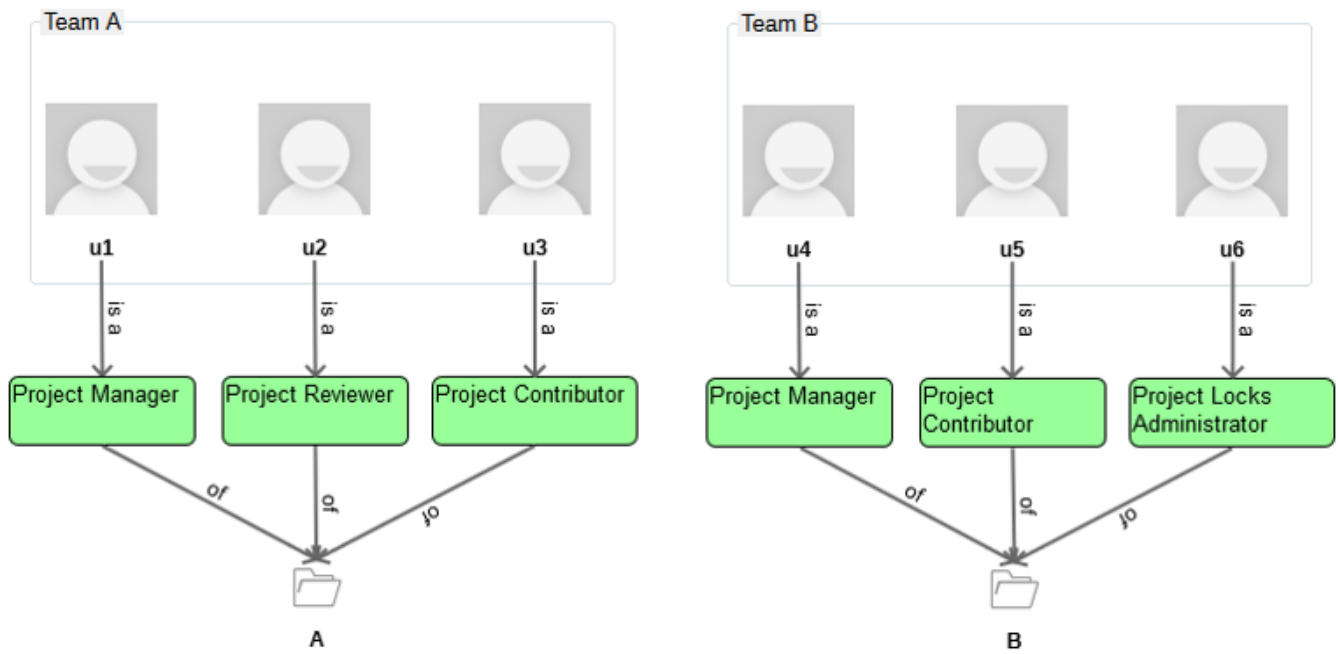 Team A
Team B
u1
u2
u3
u4
u5
u6
is a
is a
is a
is a
is a
is a
Project Manager
Project Reviewer
Project Contributor
Project Manager
Project
Contributor
Project Locks
Administrator
of
of
of
of
of
of
A
B